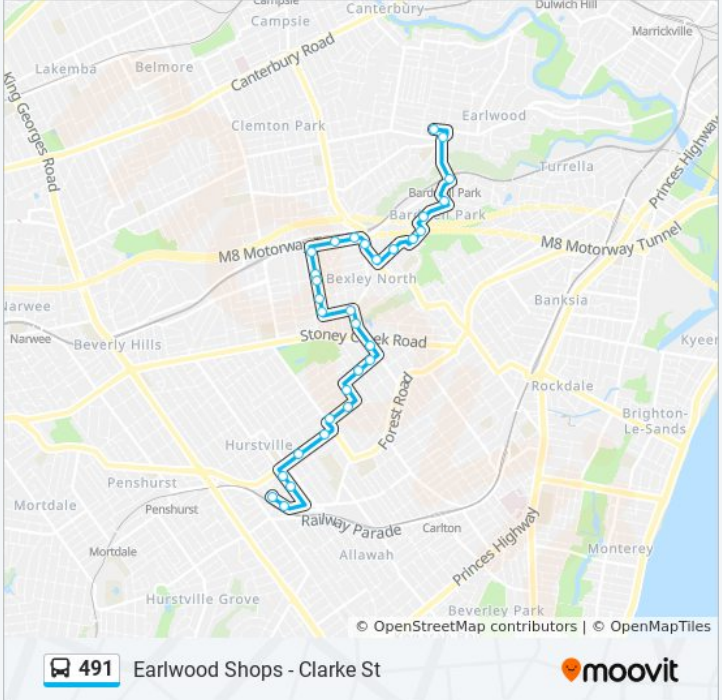 Campsie
Canterbury
Dulwich Hill
Campsie
Marrickville
Lakemba
Belmore
Canterbury Road
King Georges Road
Earlwood
Clemton Park
Princes Highway
Turrella
Bardwell Park
Bardwell Park
M8 Motorway
M8 Motorway Tunnel
Bexley North
Banksia
Narwee
Narwee
Beverly Hills
Stoney Creek Road
Kyeem
Rockdale
Forest Road
Brighton-
Le-Sands
Hurstville
Penshurst
Mordale
Penshurst
Railway Parade
Carlton
Princes Highway
Mortdale
Allawah
Monterey
Hurstville Grove
Beverley Park
© OpenStreetMap contributors | © OpenMapTiles
491 Earlwood Shops - Clarke St
moovit